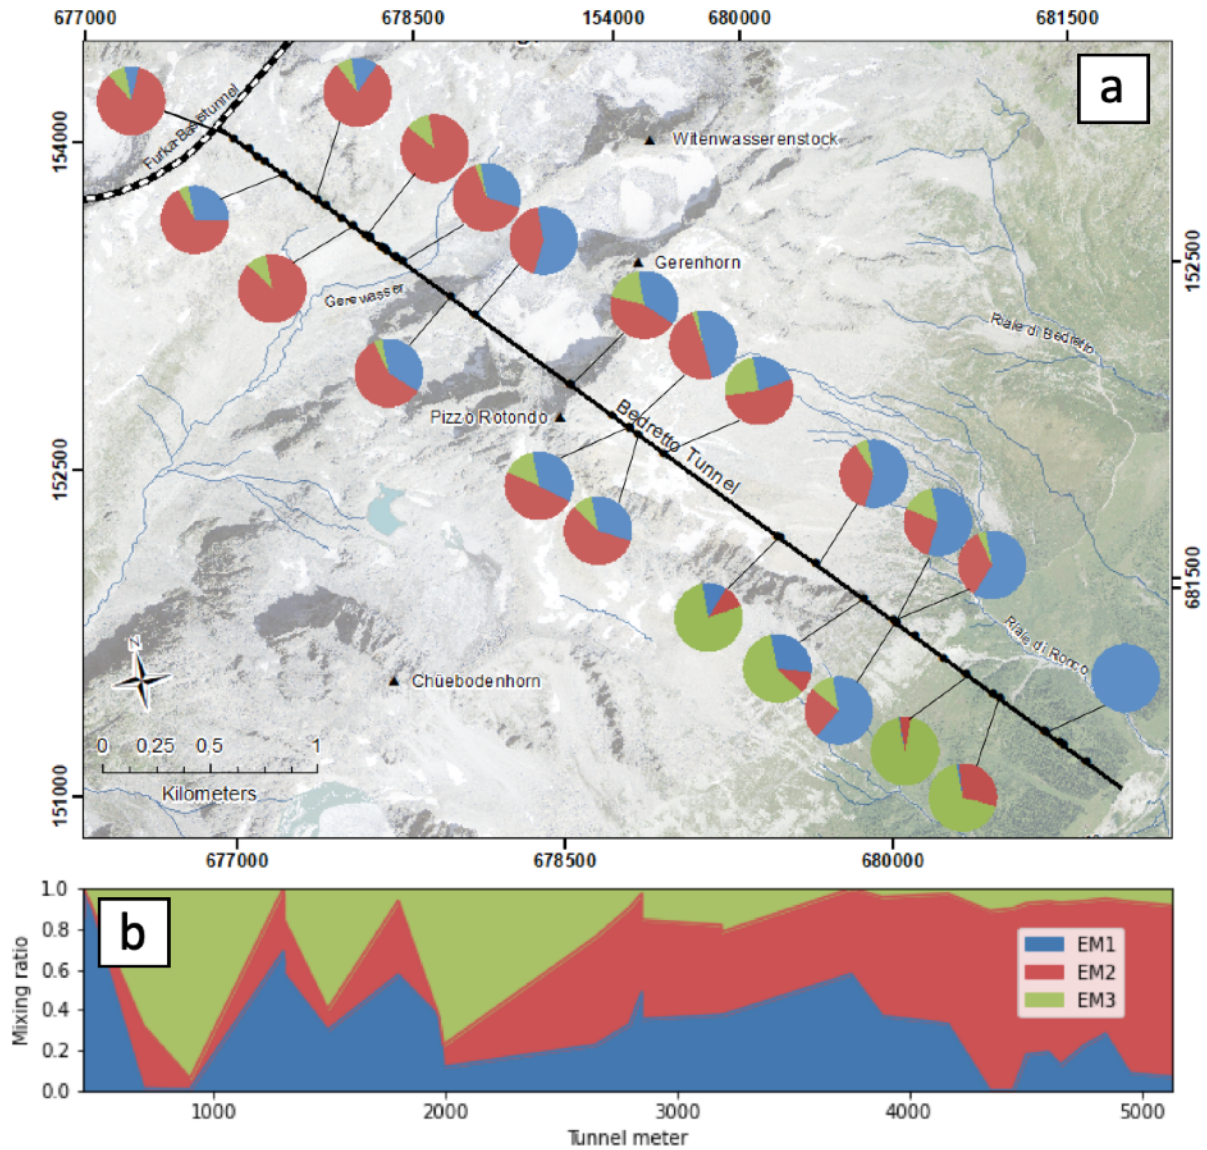 677000 678500 154000 680000 681500
a
Furka-Basistunnel
154000
Witenwasserenstock
152500
Gerenhorn
Gerewasser
Riale di Bedretto
Pizzo Rotondo
Bedretto Tunnel
152500
681500
Riale di Ronco
N
Chüebodenhorn
0 0,25 0,5 1
Kilometers
151000
677000 678500 680000
b
Mixing ratio
1.0
0.8
0.6
0.4
0.2
0.0
EM1
EM2
EM3
1000 2000 3000 4000 5000
Tunnel meter